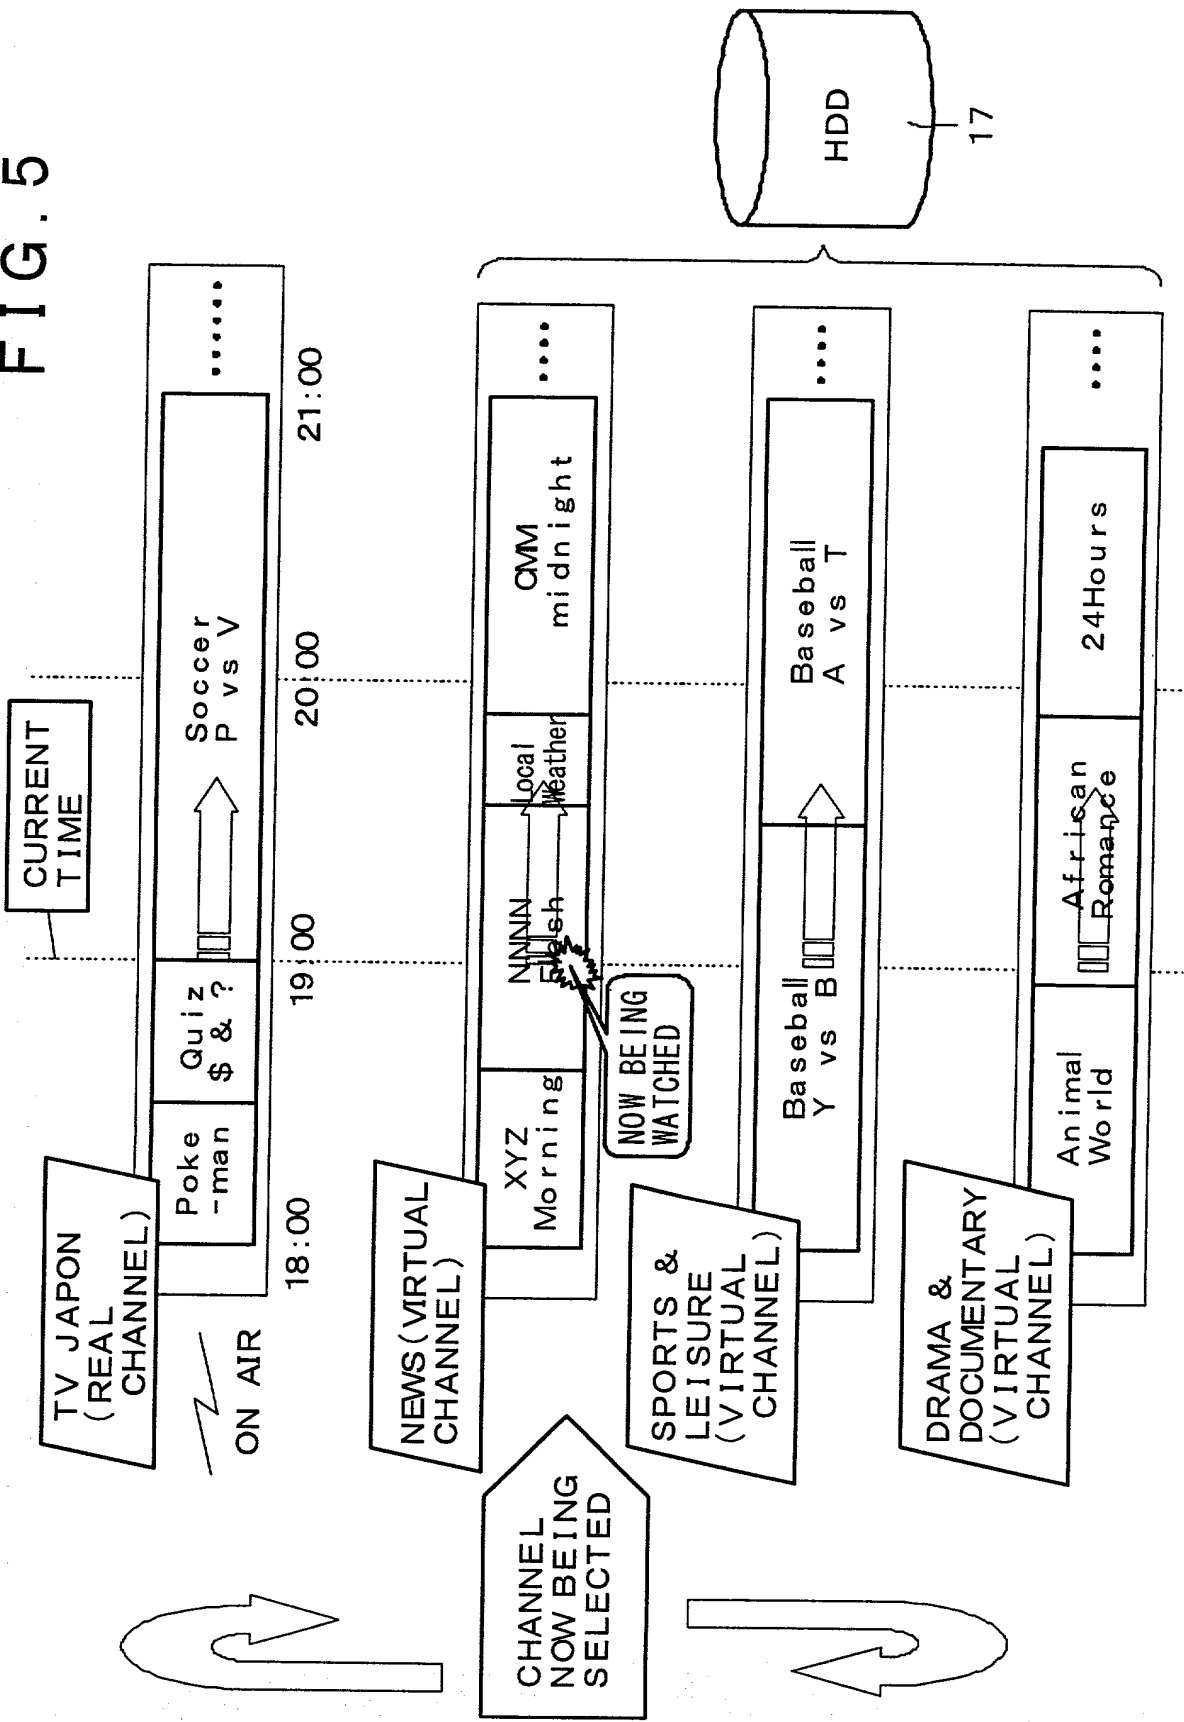 FIG.5
CURRENT
TIME
TV JAPON
(REAL
CHANNEL)
ON AIR
Poke
-man
Quiz
$ & ?
Soccer
P vs V
......
18:00
19:00
20:00
21:00
CHANNEL
NOW BEING
SELECTED
NEWS(VIRTUAL
CHANNEL)
XYZ
Morning
NNNN
Flash
Local
Weather
CMM
midnight
.....
NOW BEING
WATCHED
SPORTS &
LEISURE
(VIRTUAL
CHANNEL)
Baseball
Y vs B
Baseball
A vs T
.....
DRAMA &
DOCUMENTARY
(VIRTUAL
CHANNEL)
Animal
World
African
Romance
24Hours
.....
HDD
17